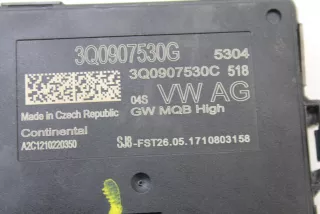 3Q0907530G 5304
3Q0907530C 518
04S VW AG
Made in Czech Republic GW MQB High
Continental
A2C1210220350 SJ8-FST26.05.1710803158